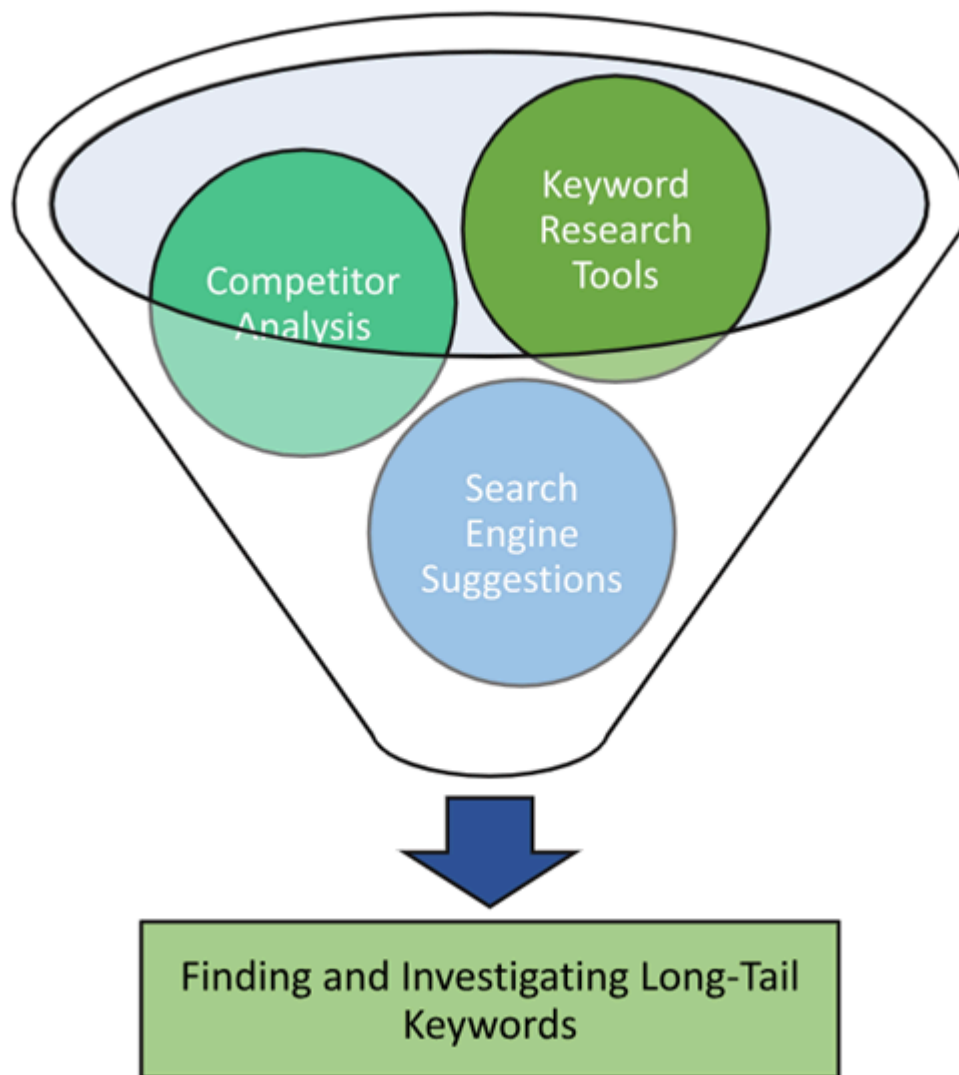 Keyword
Research
Tools
Competitor
Analysis
Search
Engine
Suggestions
Finding and Investigating Long-Tail
Keywords